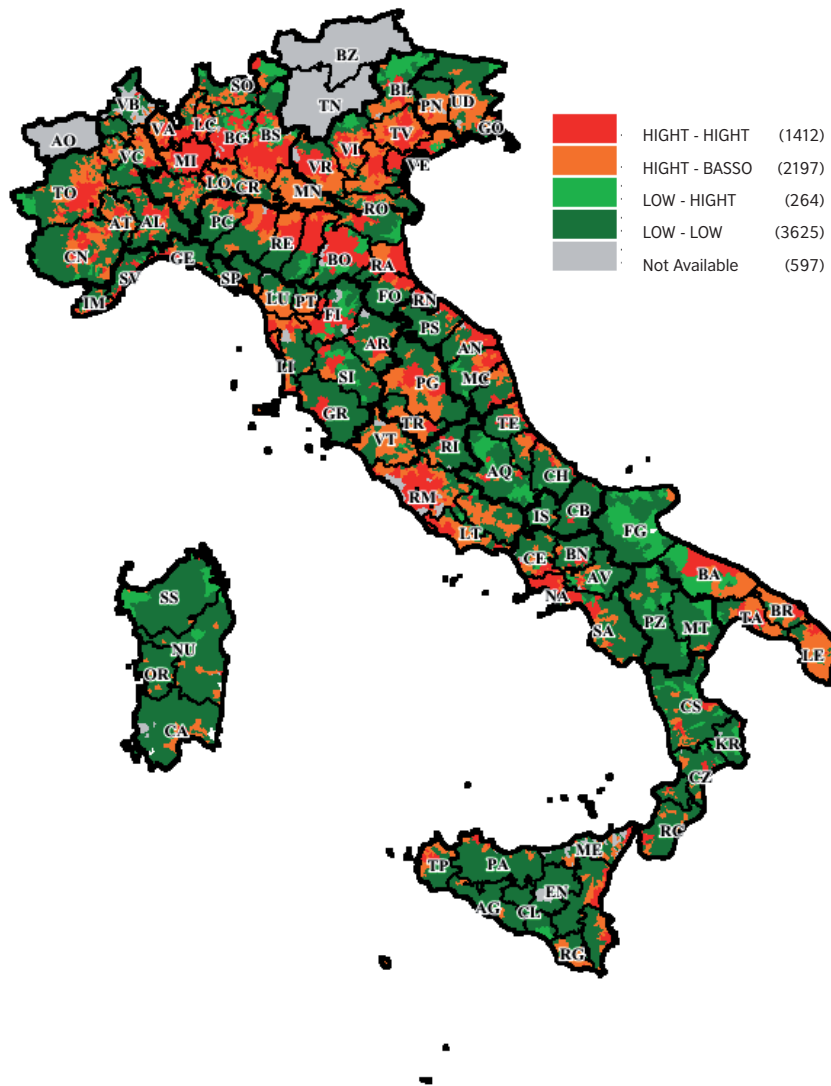 HIGHT - HIGHT (1412)
HIGHT - BASSO (2197)
LOW - HIGHT (264)
LOW - LOW (3625)
Not Available (597)
BZ
TN
SO
BL
PN
UD
GO
VB
AO
VA
LC
BG
BS
VI
TV
VE
VC
MI
VR
TO
LO
CR
MN
RO
AT
AL
PC
RE
BO
RA
CN
GE
SV
SP
IM
LU
PT
FI
FO
RN
PS
AR
AN
LI
SI
MC
PG
GR
TR
TE
VT
RI
AQ
CH
RM
IS
CB
FG
LT
CE
BN
AV
BA
NA
SA
PZ
MT
TA
BR
LE
SS
NU
OR
CA
CS
KR
CZ
RC
ME
TP
PA
EN
AG
CL
RG